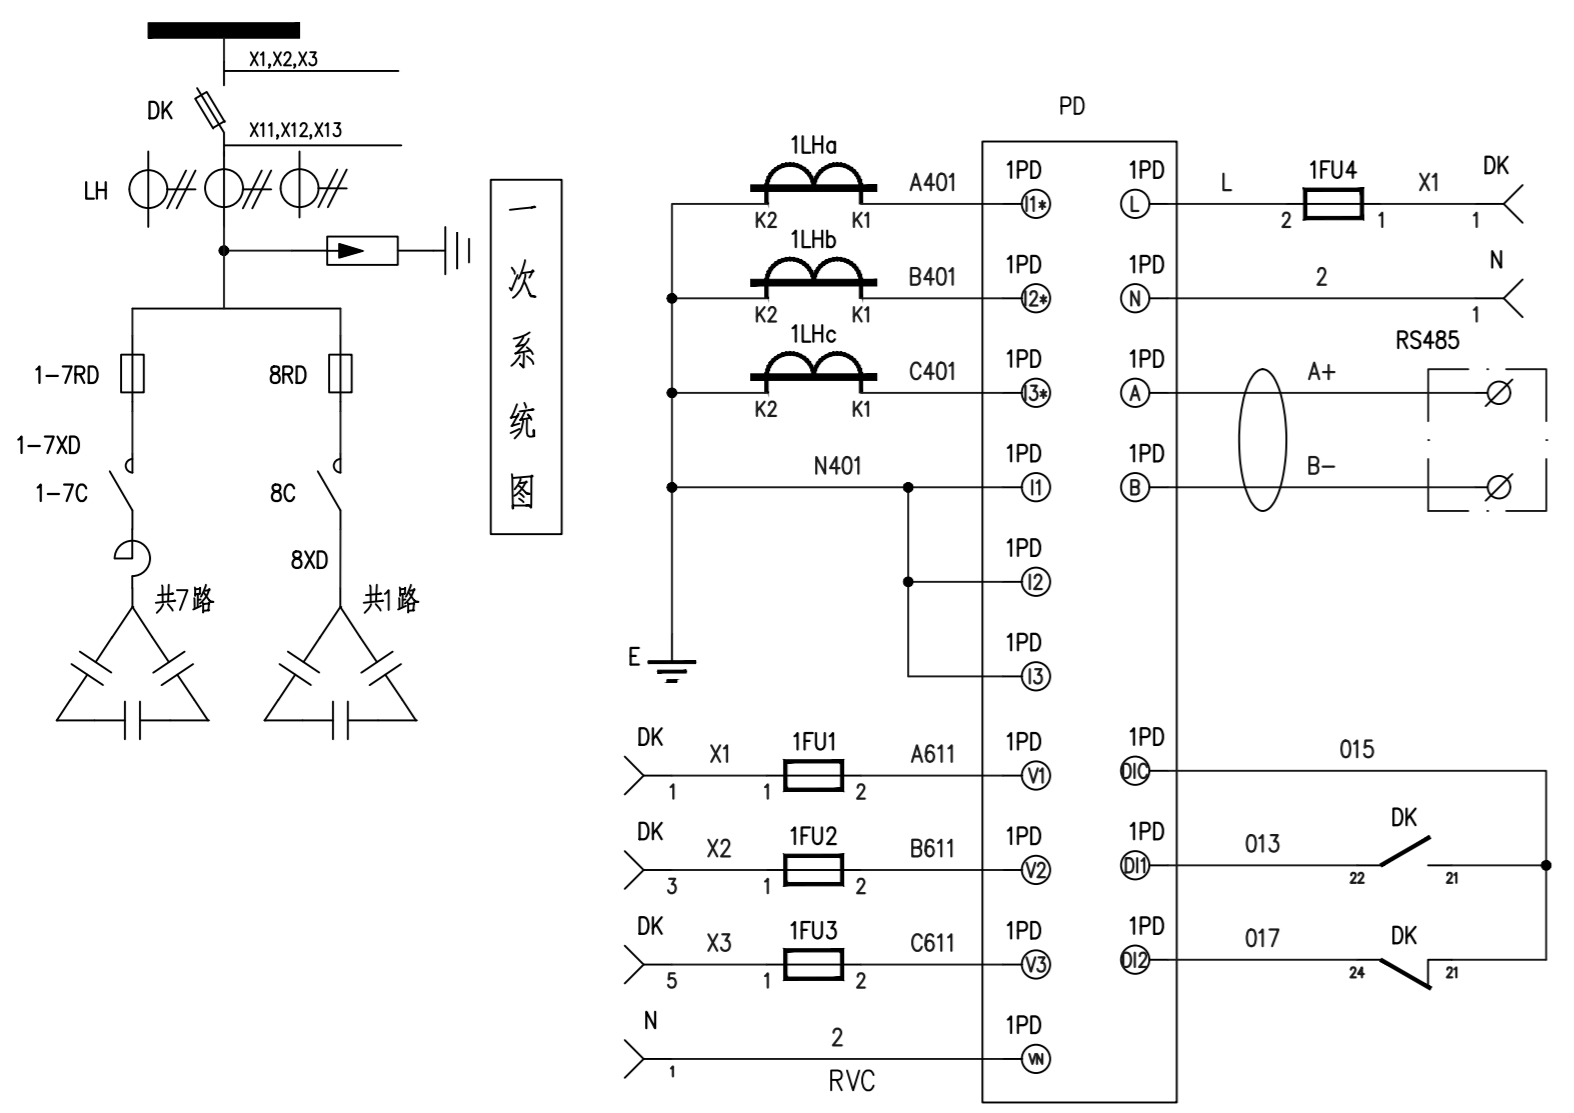 X1,X2,X3
DK
X11,X12,X13
LH
1-7RD
8RD
1-7XD
1-7C
8C
8XD
共7路
共1路
一次系统图
PD
1LHa
A401
1PD
I1*
K2
K1
1LHb
B401
1PD
I2*
K2
K1
1LHc
C401
1PD
I3*
K2
K1
N401
1PD
I1
1PD
I2
1PD
I3
E
DK
X1
1FU1
A611
1PD
V1
1
1
2
DK
X2
1FU2
B611
1PD
V2
3
1
2
DK
X3
1FU3
C611
1PD
V3
5
1
2
N
2
1PD
VN
1
RVC
1PD
L
L
1FU4
X1
DK
2
1
1
1PD
N
2
N
1
RS485
1PD
A
A+
1PD
B
B-
1PD
DIC
015
1PD
DI1
013
DK
22
21
1PD
DI2
017
DK
24
21